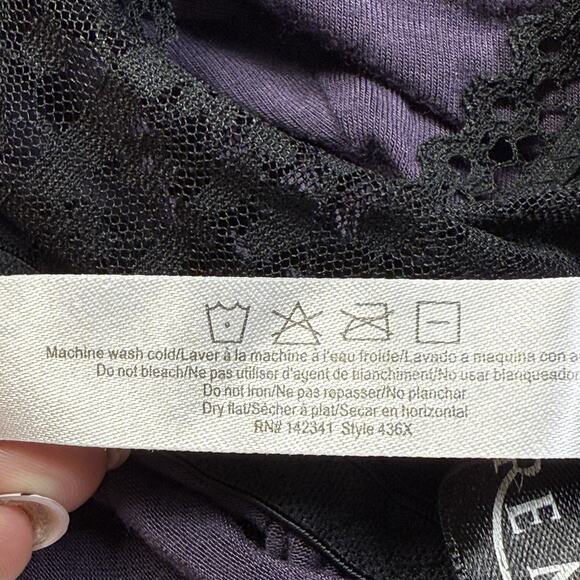 Machine wash cold/Laver à la machine à l'eau froide/Lavado a maquina con a
Do not bleach/Ne pas utiliser d'agent de blanchiment/No usar blanqueador
Do not Iron/Ne pas repasser/No planchar
Dry flat/Sécher à plat/Secar en horizontal
RN# 142341 Style 436X